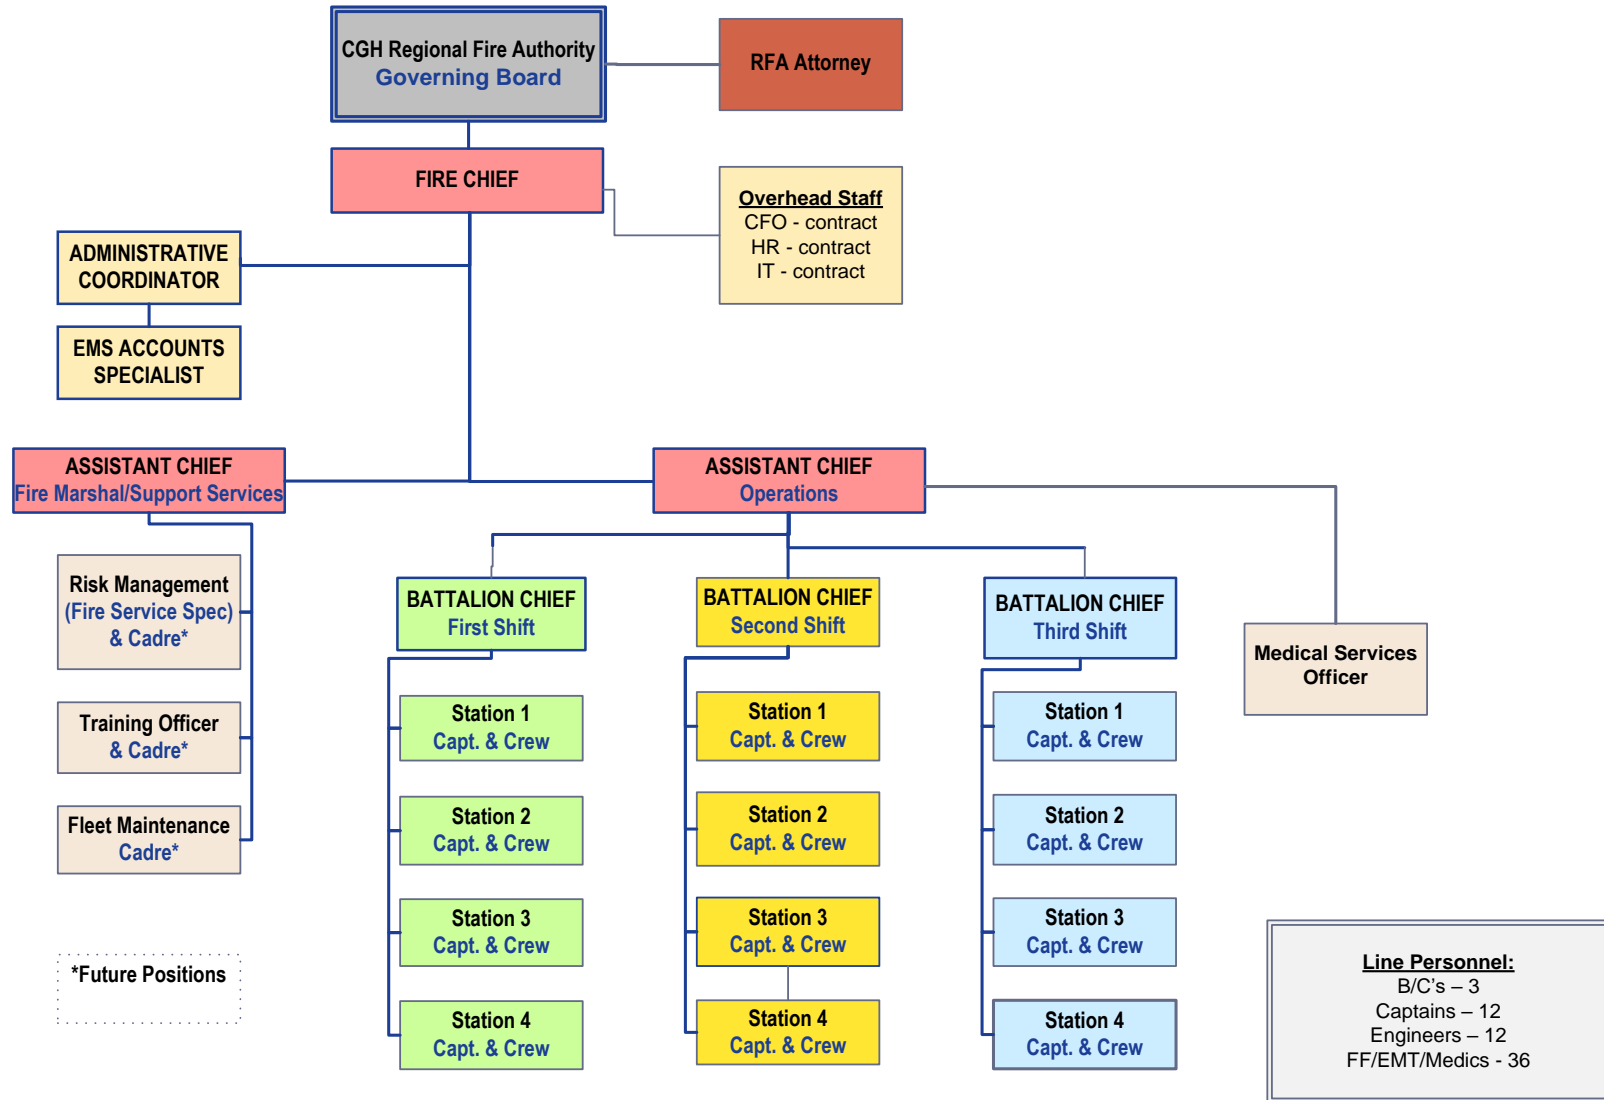 CGH Regional Fire Authority
Governing Board
RFA Attorney
FIRE CHIEF
Overhead Staff
CFO - contract
HR - contract
IT - contract
ADMINISTRATIVE
COORDINATOR
EMS ACCOUNTS
SPECIALIST
ASSISTANT CHIEF
Fire Marshal/Support Services
ASSISTANT CHIEF
Operations
Risk Management
(Fire Service Spec)
& Cadre*
Training Officer
& Cadre*
Fleet Maintenance
Cadre*
*Future Positions
BATTALION CHIEF
First Shift
Station 1
Capt. & Crew
Station 2
Capt. & Crew
Station 3
Capt. & Crew
Station 4
Capt. & Crew
BATTALION CHIEF
Second Shift
Station 1
Capt. & Crew
Station 2
Capt. & Crew
Station 3
Capt. & Crew
Station 4
Capt. & Crew
BATTALION CHIEF
Third Shift
Station 1
Capt. & Crew
Station 2
Capt. & Crew
Station 3
Capt. & Crew
Station 4
Capt. & Crew
Medical Services
Officer
Line Personnel:
B/C's – 3
Captains – 12
Engineers – 12
FF/EMT/Medics - 36